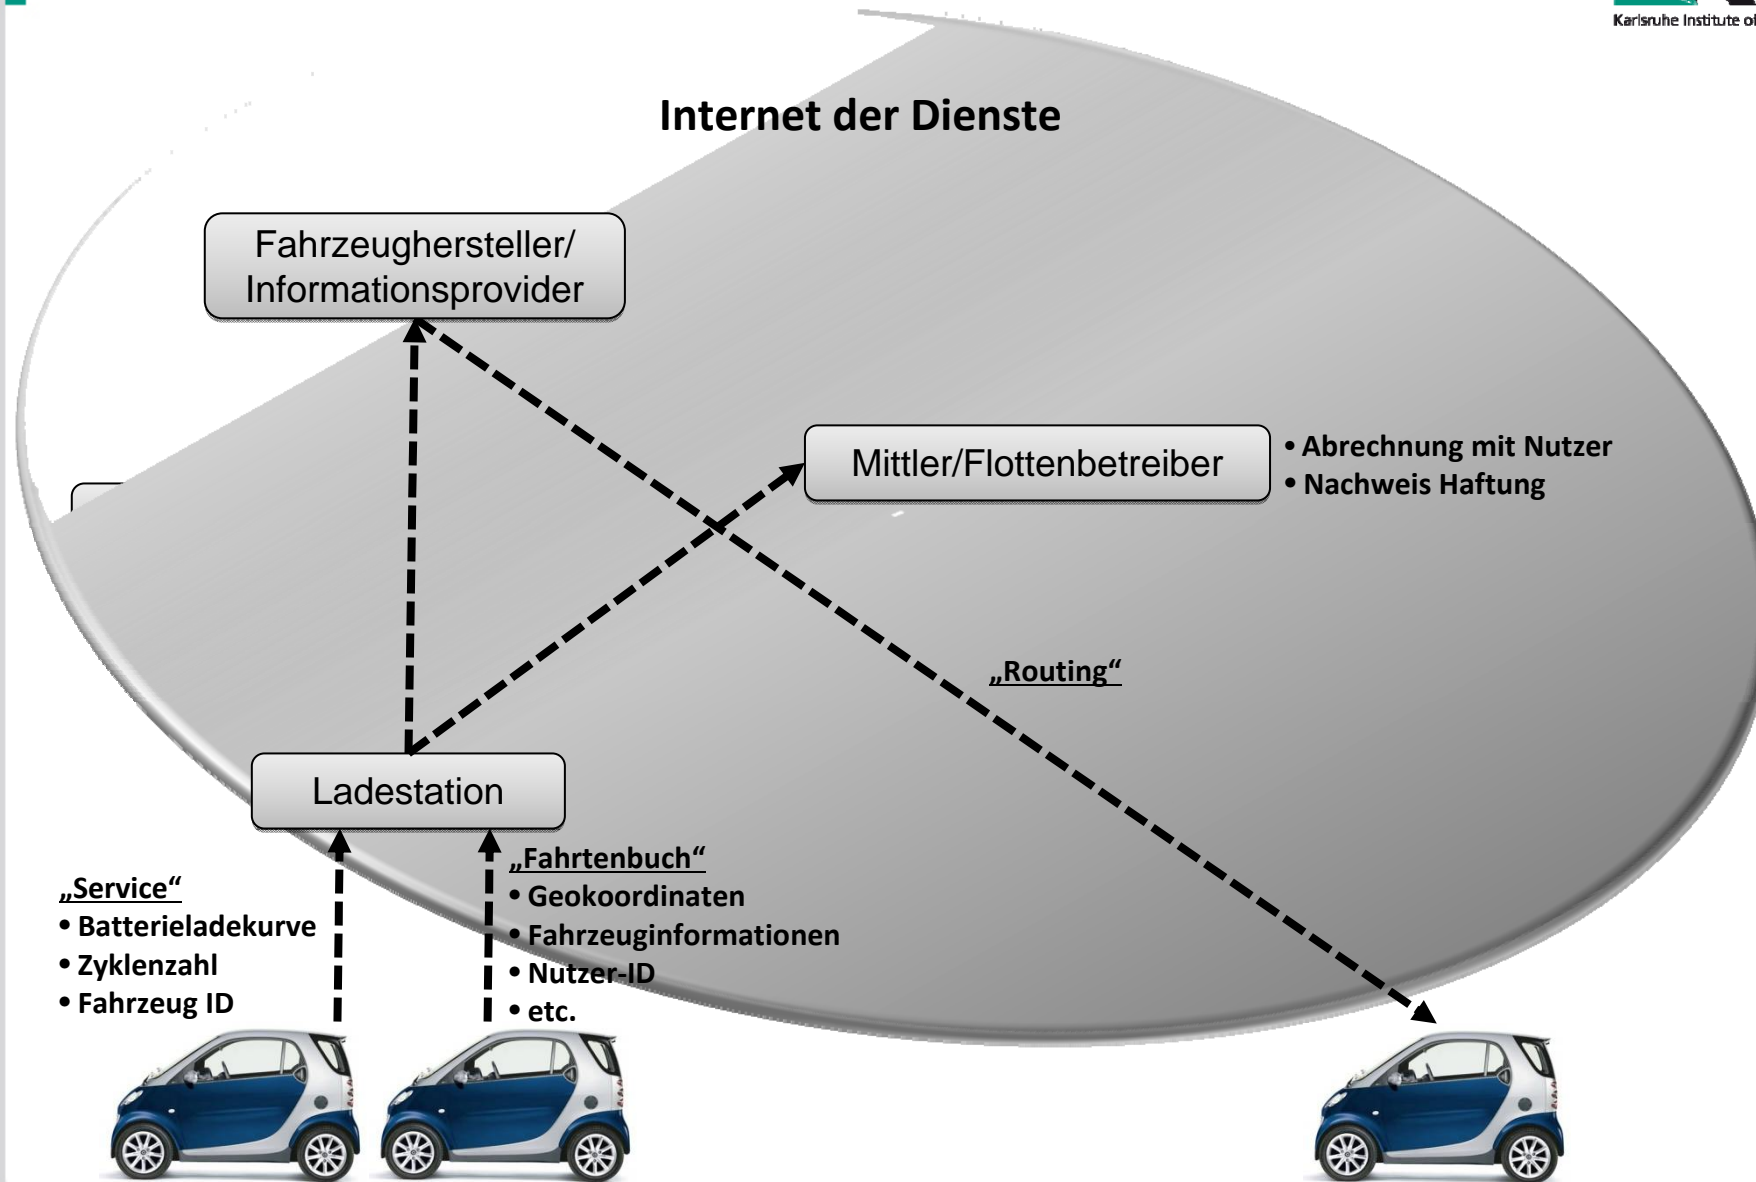 Karlsruhe Institute of
Internet der Dienste
Fahrzeughersteller/
Informationsprovider
Mittler/Flottenbetreiber
• Abrechnung mit Nutzer
• Nachweis Haftung
„Routing“
Ladestation
„Service“
• Batterieladekurve
• Zyklenzahl
• Fahrzeug ID
„Fahrtenbuch“
• Geokoordinaten
• Fahrzeuginformationen
• Nutzer-ID
• etc.